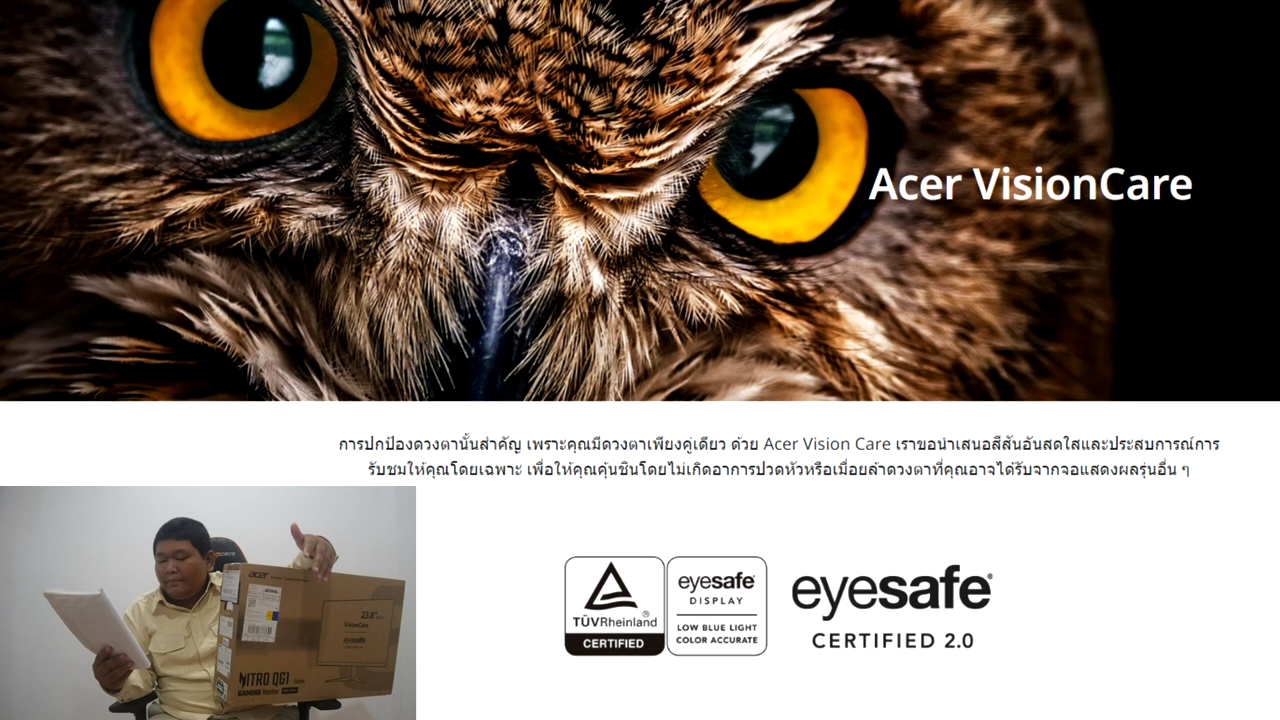 Acer VisionCare
การปกป้องดวงตานั้นสำคัญ เพราะคุณมีดวงตาเพียงคู่เดียว ด้วย Acer Vision Care เราขอนำเสนอสีสันอันสดใสและประสบการณ์การ
รับชมให้คุณโดยเฉพาะ เพื่อให้คุณคุ้นชินโดยไม่เกิดอาการปวดหัวหรือเมื่อยล้าดวงตาที่คุณอาจได้รับจากจอแสดงผลรุ่นอื่น ๆ
TÜVRheinland®
CERTIFIED
eyesafe®
DISPLAY
LOW BLUE LIGHT
COLOR ACCURATE
eyesafe®
CERTIFIED 2.0
acer
23.8"
VisionCare
eyesafe
NITRO QG1 Series
GAMING Monitor